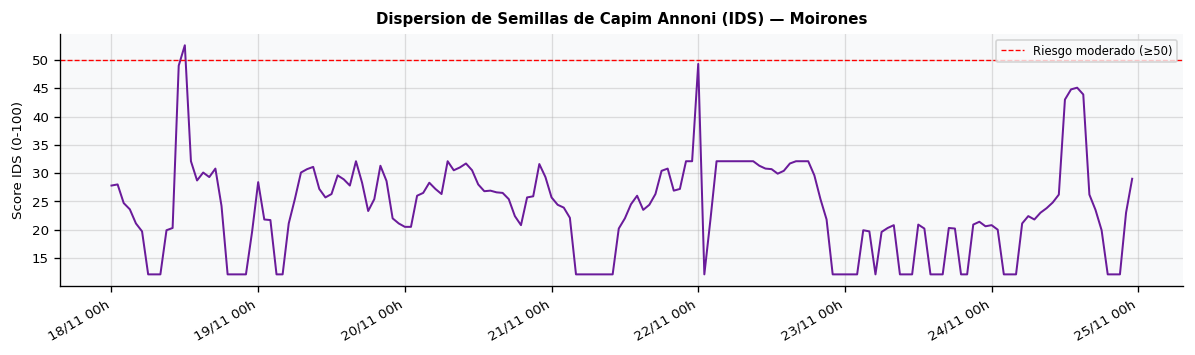 Dispersion de Semillas de Capim Annoni (IDS) — Moirones
Riesgo moderado (≥50)
Score IDS (0-100)
50
45
40
35
30
25
20
15
18/11 00h
19/11 00h
20/11 00h
21/11 00h
22/11 00h
23/11 00h
24/11 00h
25/11 00h